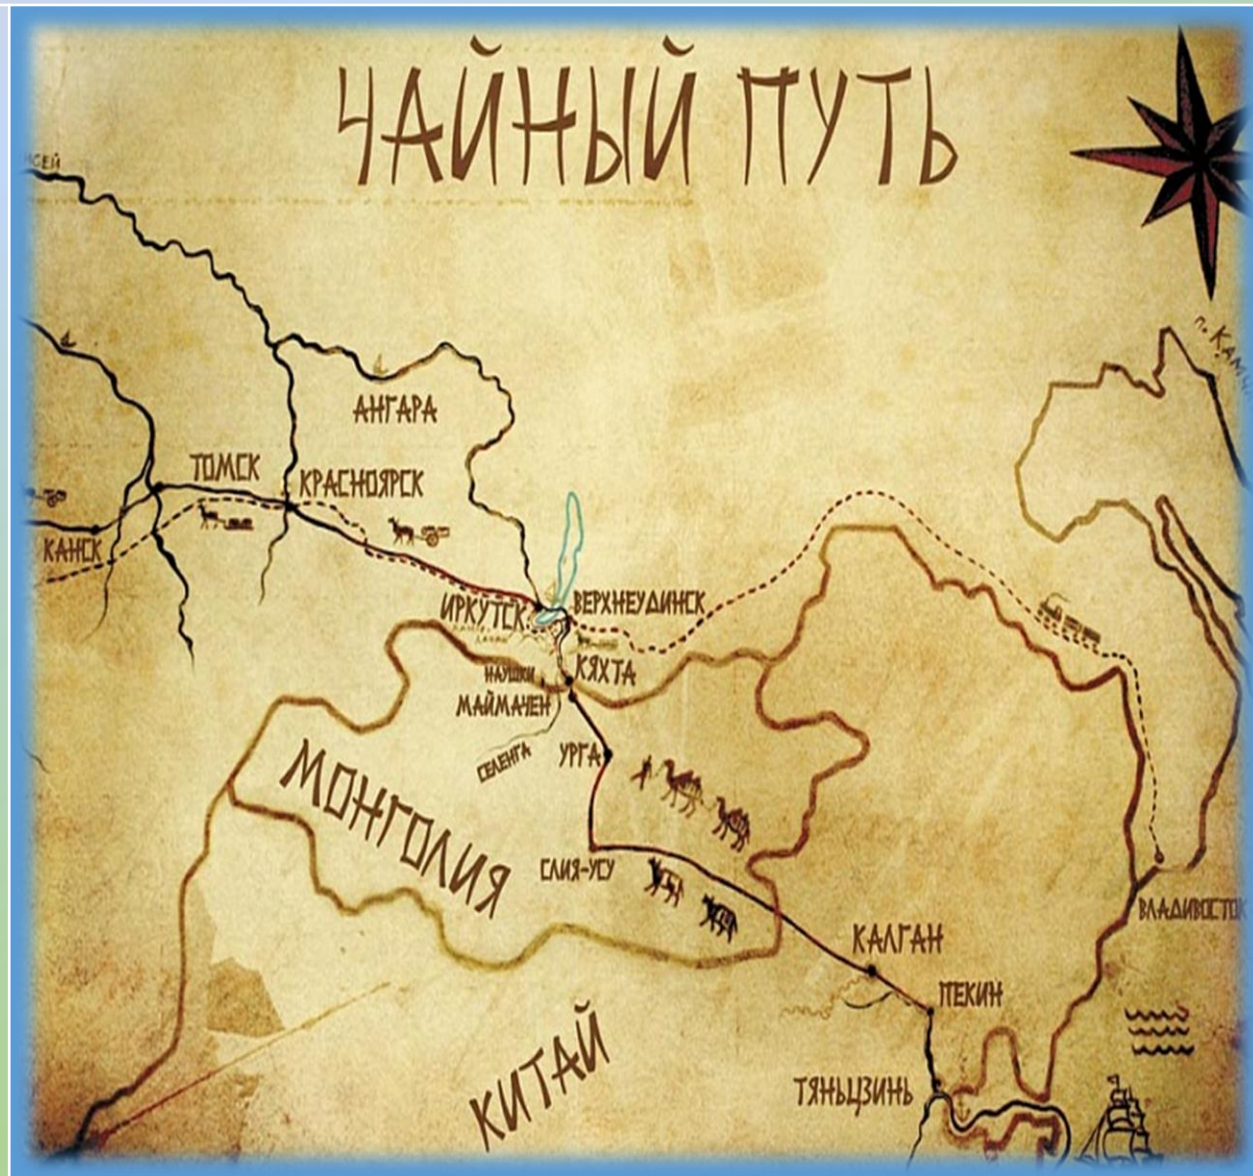 ЧАЙНЫЙ ПУТЬ
АНГАРА
ТОМСК
КРАСНОЯРСК
КАНСК
ИРКУТСК
ВЕРХНЕУДИНСК
КЯХТА
НАУШКИ
МАЙМАЧЕН
СЕЛЕНГА
УРГА
МОНГОЛИЯ
СЛИЯ-УСУ
ВЛАДИВОСТОК
КАЛГАН
ПЕКИН
КИТАЙ
ТЯНЬЦЗИНЬ